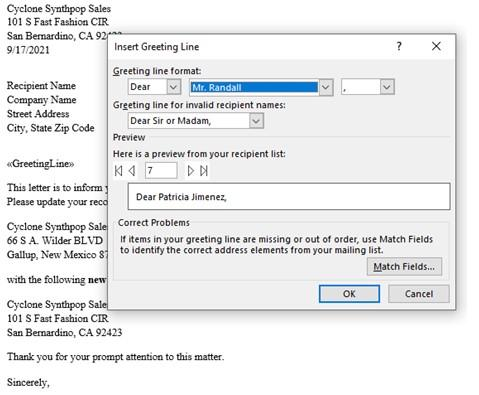 Cyclone Synthpop Sales
101 S Fast Fashion CIR
San Bernardino, CA 92423
9/17/2021
Recipient Name
Company Name
Street Address
City, State Zip Code
«GreetingLine»
This letter is to inform
Please update your reco
Cyclone Synthpop Sale
66 S A. Wilder BLVD
Gallup, New Mexico 87
with the following new
Cyclone Synthpop Sale
101 S Fast Fashion CIR
San Bernardino, CA 92423
Thank you for your prompt attention to this matter.
Sincerely,
Insert Greeting Line
? ×
Greeting line format:
Dear Mr. Randall ,
Greeting line for invalid recipient names:
Dear Sir or Madam,
Preview
Here is a preview from your recipient list:
7
Dear Patricia Jimenez,
Correct Problems
If items in your greeting line are missing or out of order, use Match Fields
to identify the correct address elements from your mailing list.
Match Fields...
OK Cancel